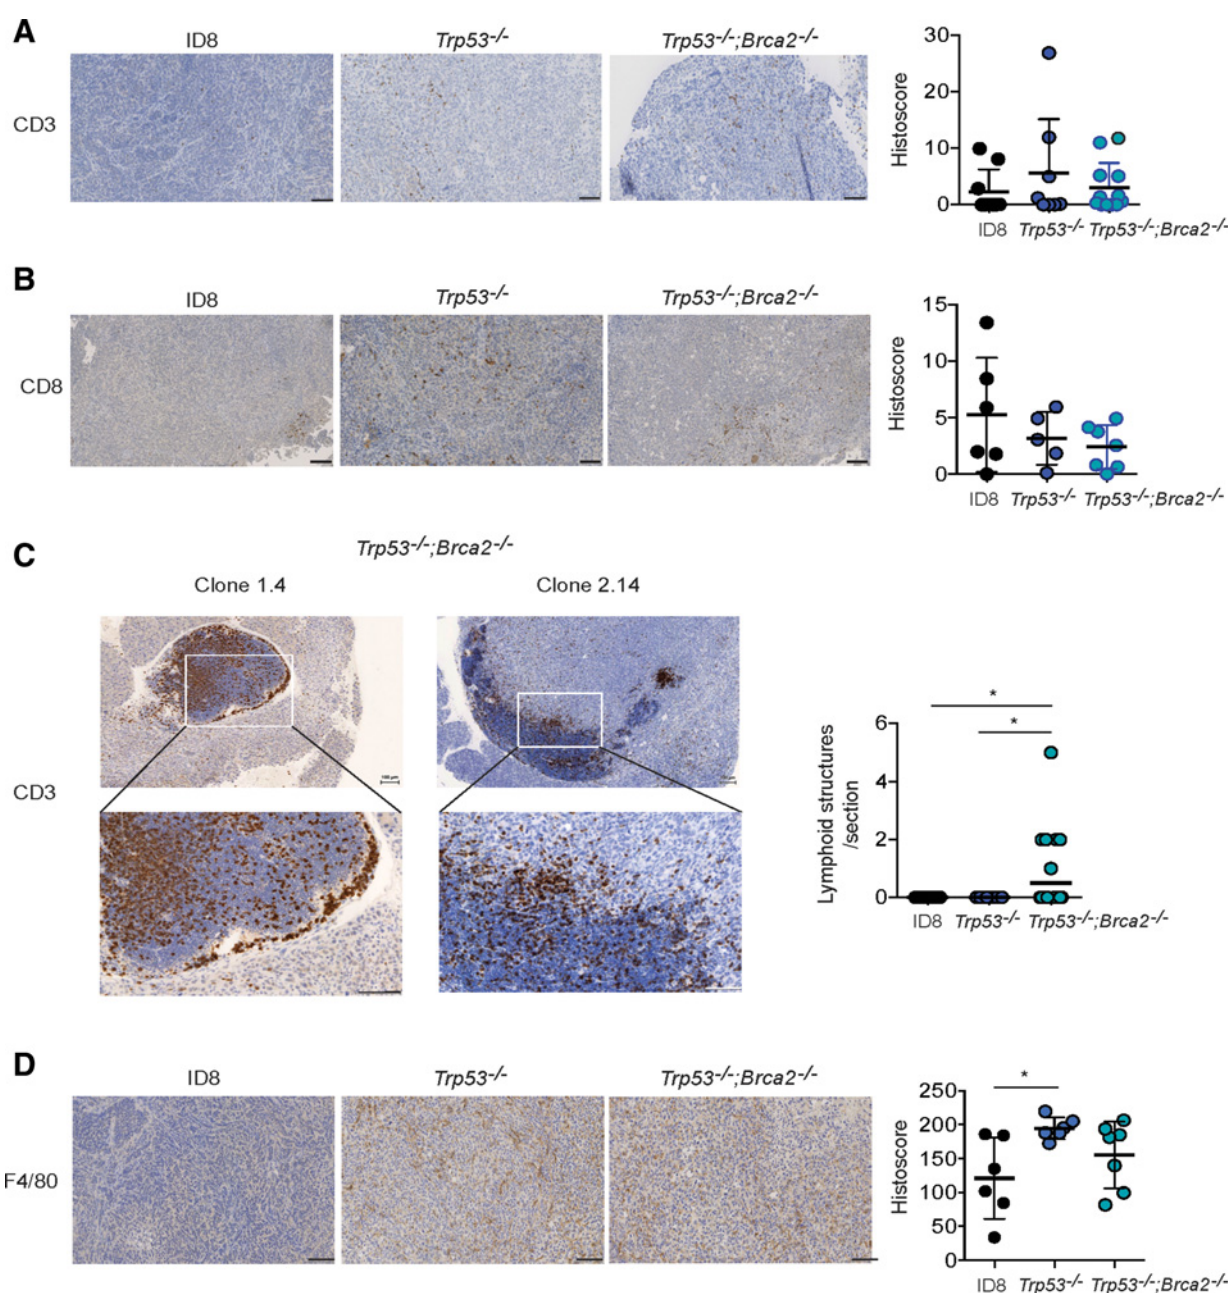 A
ID8 Trp53-/- Trp53-/-;Brca2-/-
CD3
Histoscore
30
20
10
0
ID8 Trp53-/- Trp53-/-;Brca2-/-
B
ID8 Trp53-/- Trp53-/-;Brca2-/-
CD8
Histoscore
15
10
5
0
ID8 Trp53-/- Trp53-/-;Brca2-/-
C
Trp53-/-;Brca2-/-
Clone 1.4 Clone 2.14
100 µm
CD3
Lymphoid structures
/section
* 
*
6
4
2
0
ID8 Trp53-/- Trp53-/-;Brca2-/-
D
ID8 Trp53-/- Trp53-/-;Brca2-/-
F4/80
Histoscore
*
250
200
150
100
50
0
ID8 Trp53-/- Trp53-/-;Brca2-/-